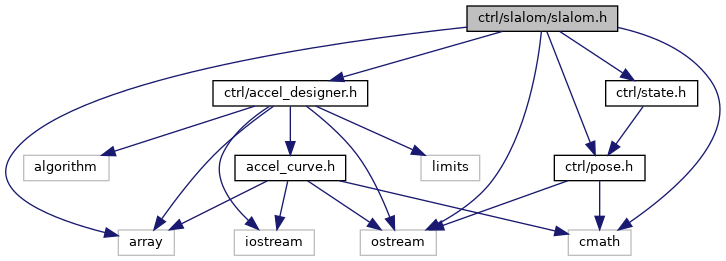 ctrl/slalom/slalom.h
ctrl/accel_designer.h
ctrl/state.h
algorithm
accel_curve.h
limits
ctrl/pose.h
array
iostream
ostream
cmath